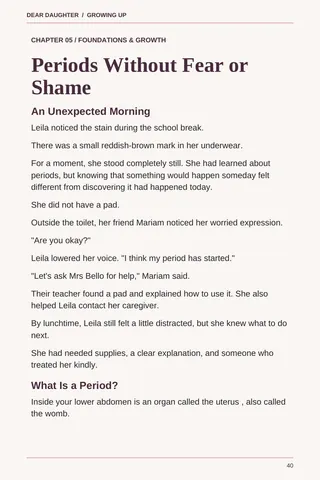 DEAR DAUGHTER / GROWING UP
CHAPTER 05 / FOUNDATIONS & GROWTH
Periods Without Fear or
Shame
An Unexpected Morning
Leila noticed the stain during the school break.
There was a small reddish-brown mark in her underwear.
For a moment, she stood completely still. She had learned about
periods, but knowing that something would happen someday felt
different from discovering it had happened today.
She did not have a pad.
Outside the toilet, her friend Mariam noticed her worried expression.
"Are you okay?"
Leila lowered her voice. "I think my period has started."
"Let's ask Mrs Bello for help," Mariam said.
Their teacher found a pad and explained how to use it. She also
helped Leila contact her caregiver.
By lunchtime, Leila still felt a little distracted, but she knew what to do
next.
She had needed supplies, a clear explanation, and someone who
treated her kindly.
What Is a Period?
Inside your lower abdomen is an organ called the uterus , also called
the womb.
40